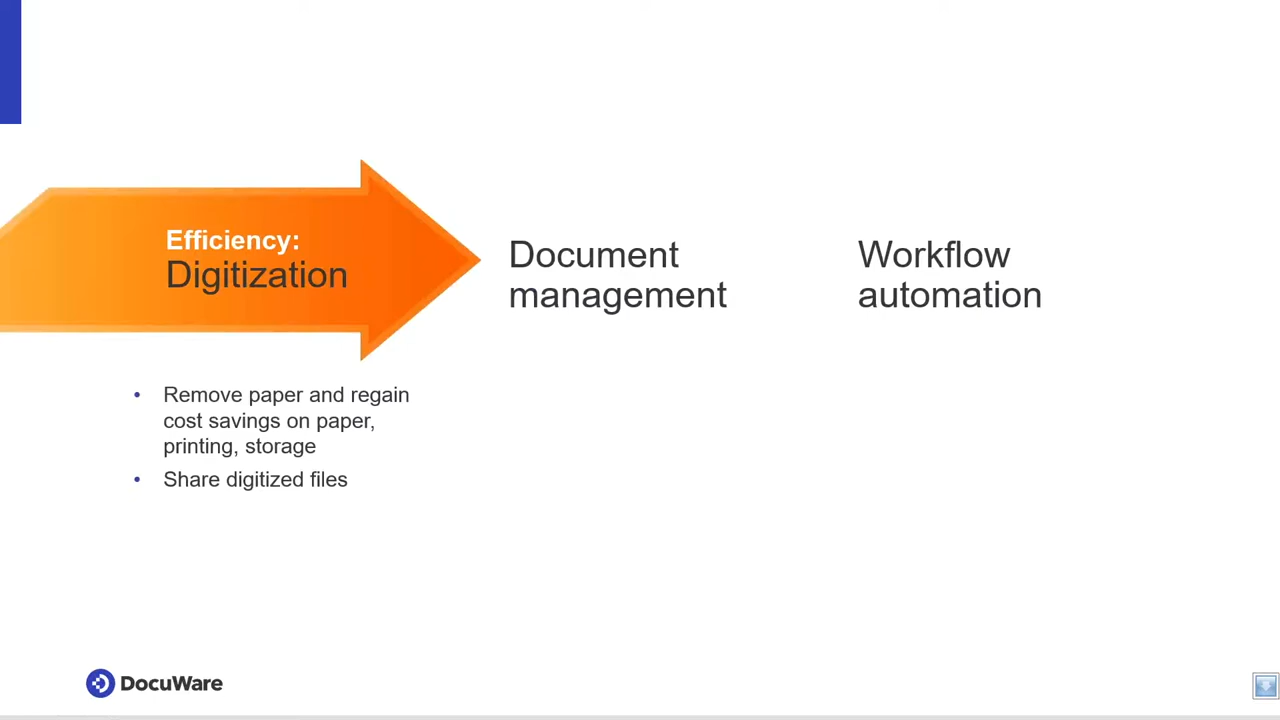 Efficiency:
Digitization
Document
management
Workflow
automation
• Remove paper and regain
cost savings on paper,
printing, storage
• Share digitized files
DocuWare